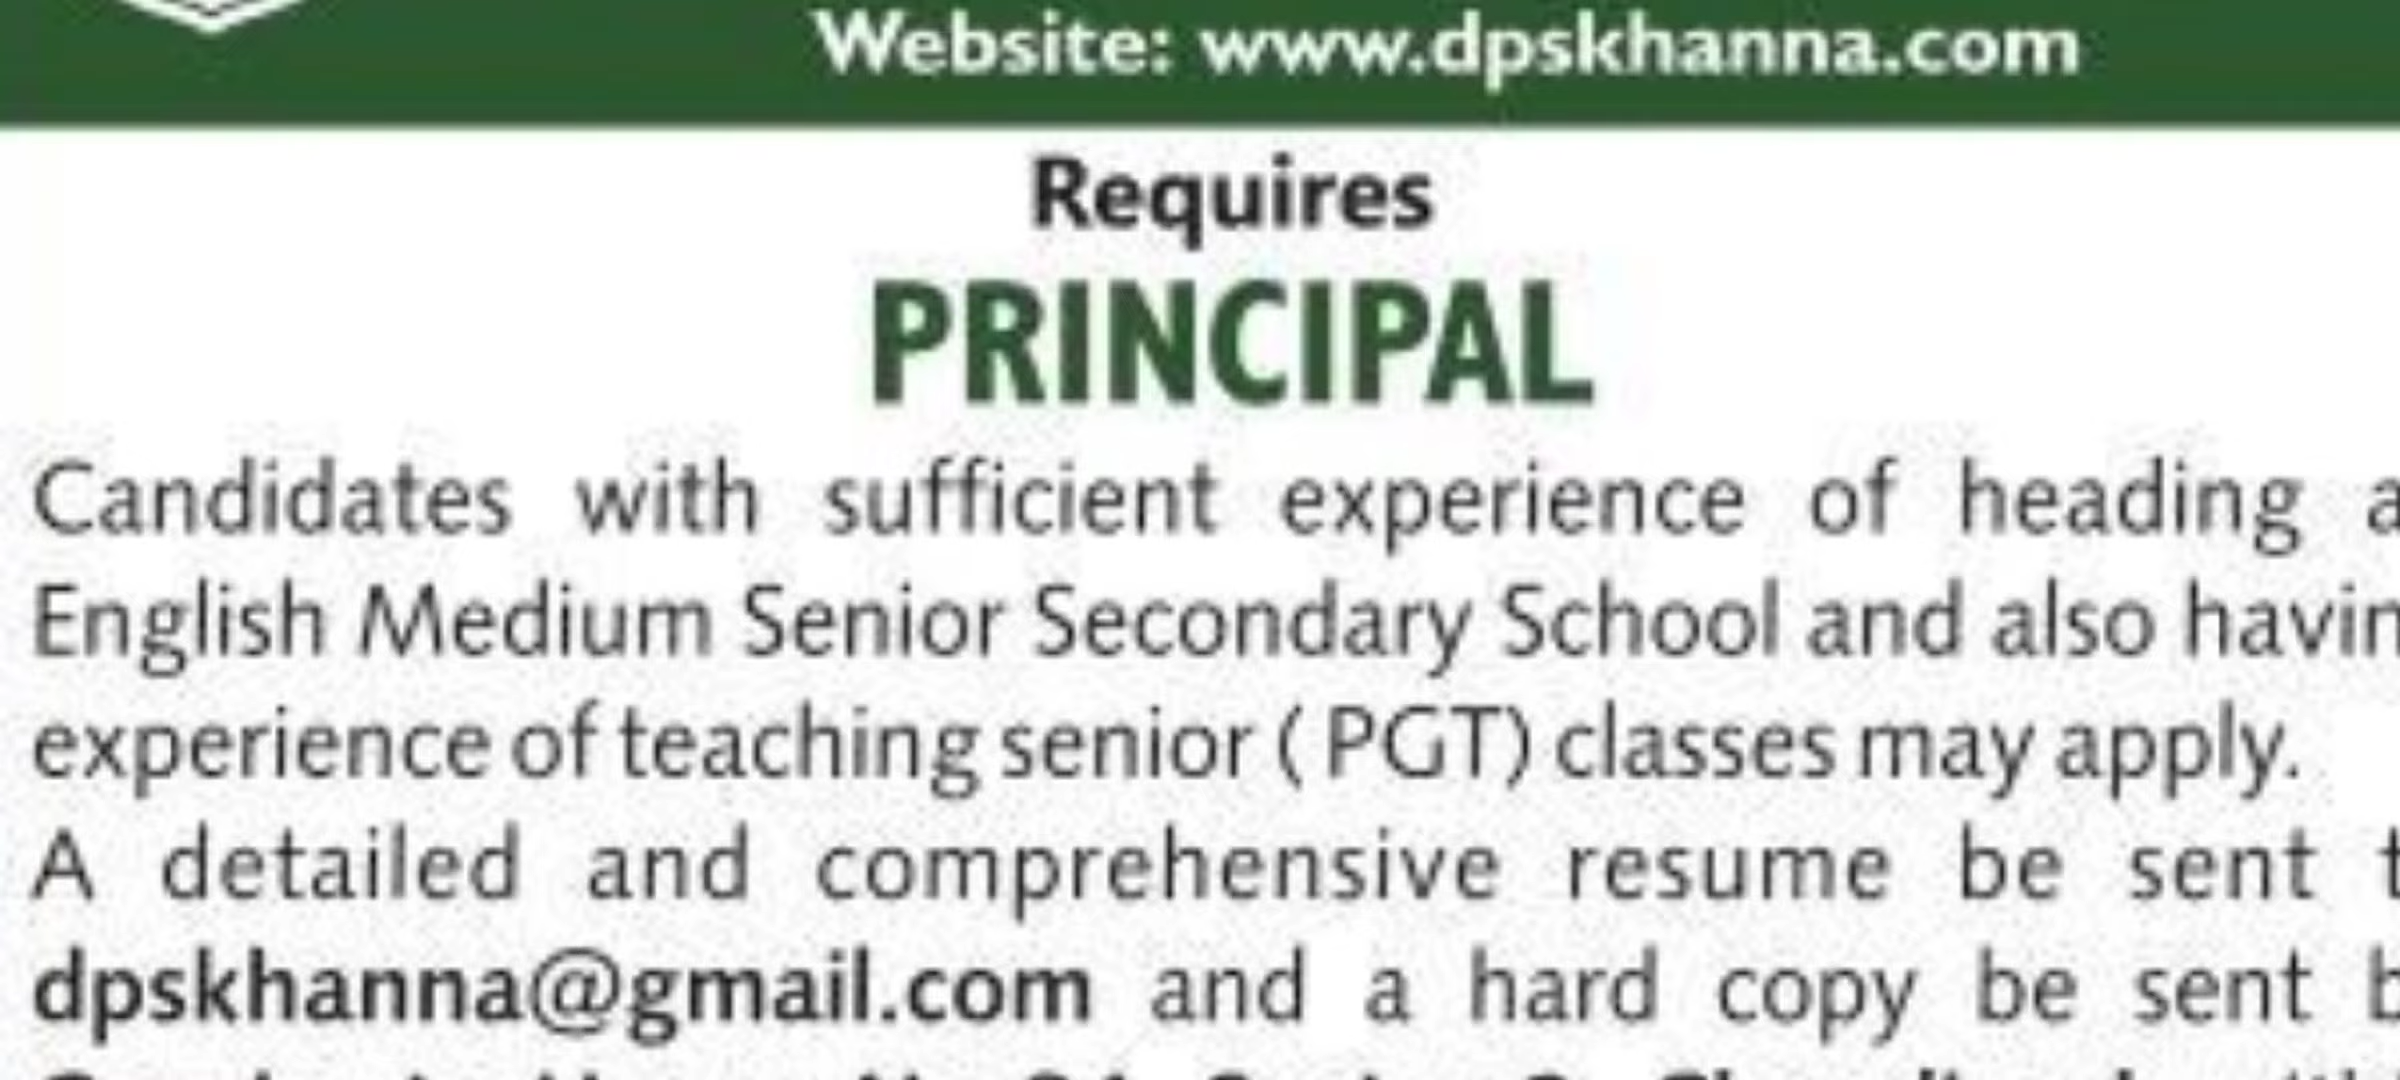 Website: www.dpskhanna.com
Requires
PRINCIPAL
Candidates with sufficient experience of heading
English Medium Senior Secondary School and also
experience of teaching senior ( PGT) classes may apply.
A detailed and comprehensive resume be sent
dpskhanna@gmail.com and a hard copy be sent